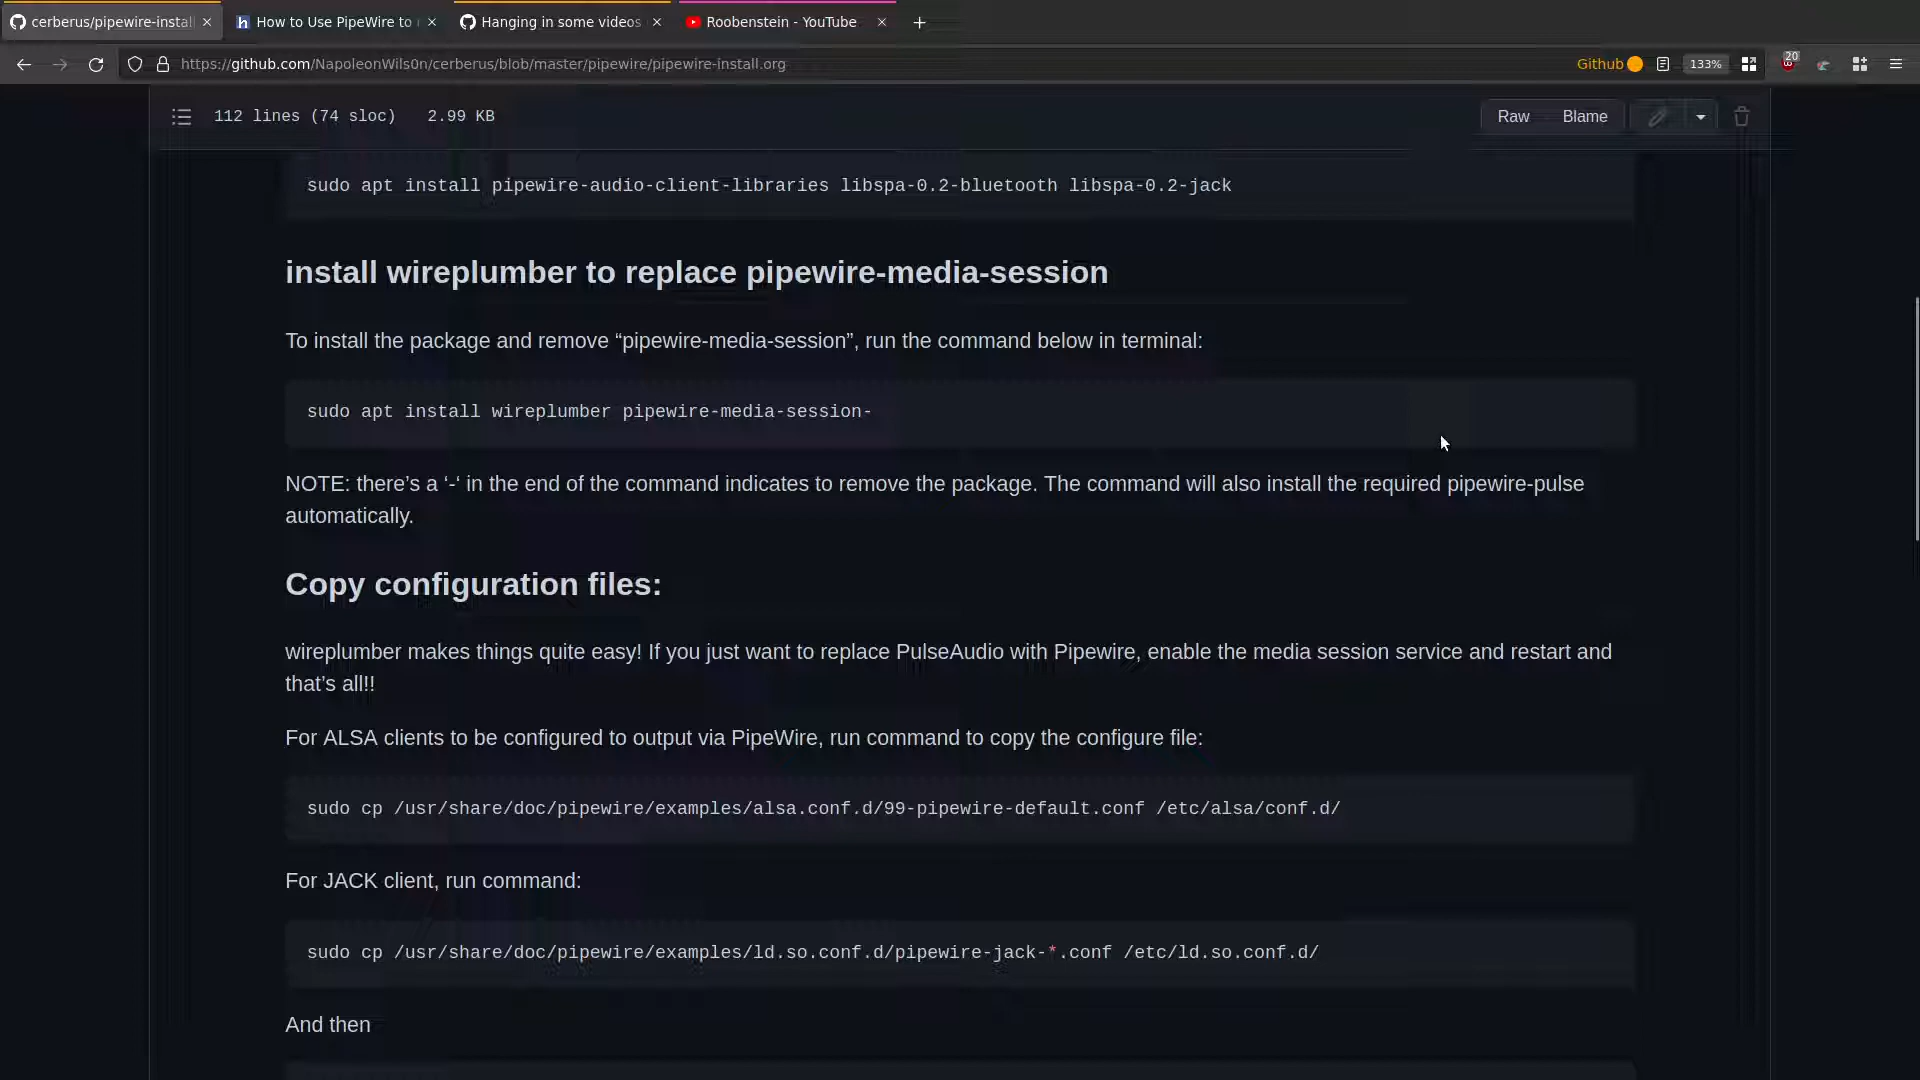 cerberus/pipewire-instal
How to Use PipeWire to
Hanging in some videos
Roobenstein - YouTube
https://github.com/NapoleonWils0n/cerberus/blob/master/pipewire/pipewire-install.org
Github
133%
20
112 lines (74 sloc) 2.99 KB
Raw
Blame
sudo apt install pipewire-audio-client-libraries libspa-0.2-bluetooth libspa-0.2-jack
install wireplumber to replace pipewire-media-session
To install the package and remove “pipewire-media-session”, run the command below in terminal:
sudo apt install wireplumber pipewire-media-session-
NOTE: there’s a ‘-‘ in the end of the command indicates to remove the package. The command will also install the required pipewire-pulse
automatically.
Copy configuration files:
wireplumber makes things quite easy! If you just want to replace PulseAudio with Pipewire, enable the media session service and restart and
that’s all!!
For ALSA clients to be configured to output via PipeWire, run command to copy the configure file:
sudo cp /usr/share/doc/pipewire/examples/alsa.conf.d/99-pipewire-default.conf /etc/alsa/conf.d/
For JACK client, run command:
sudo cp /usr/share/doc/pipewire/examples/ld.so.conf.d/pipewire-jack-*.conf /etc/ld.so.conf.d/
And then